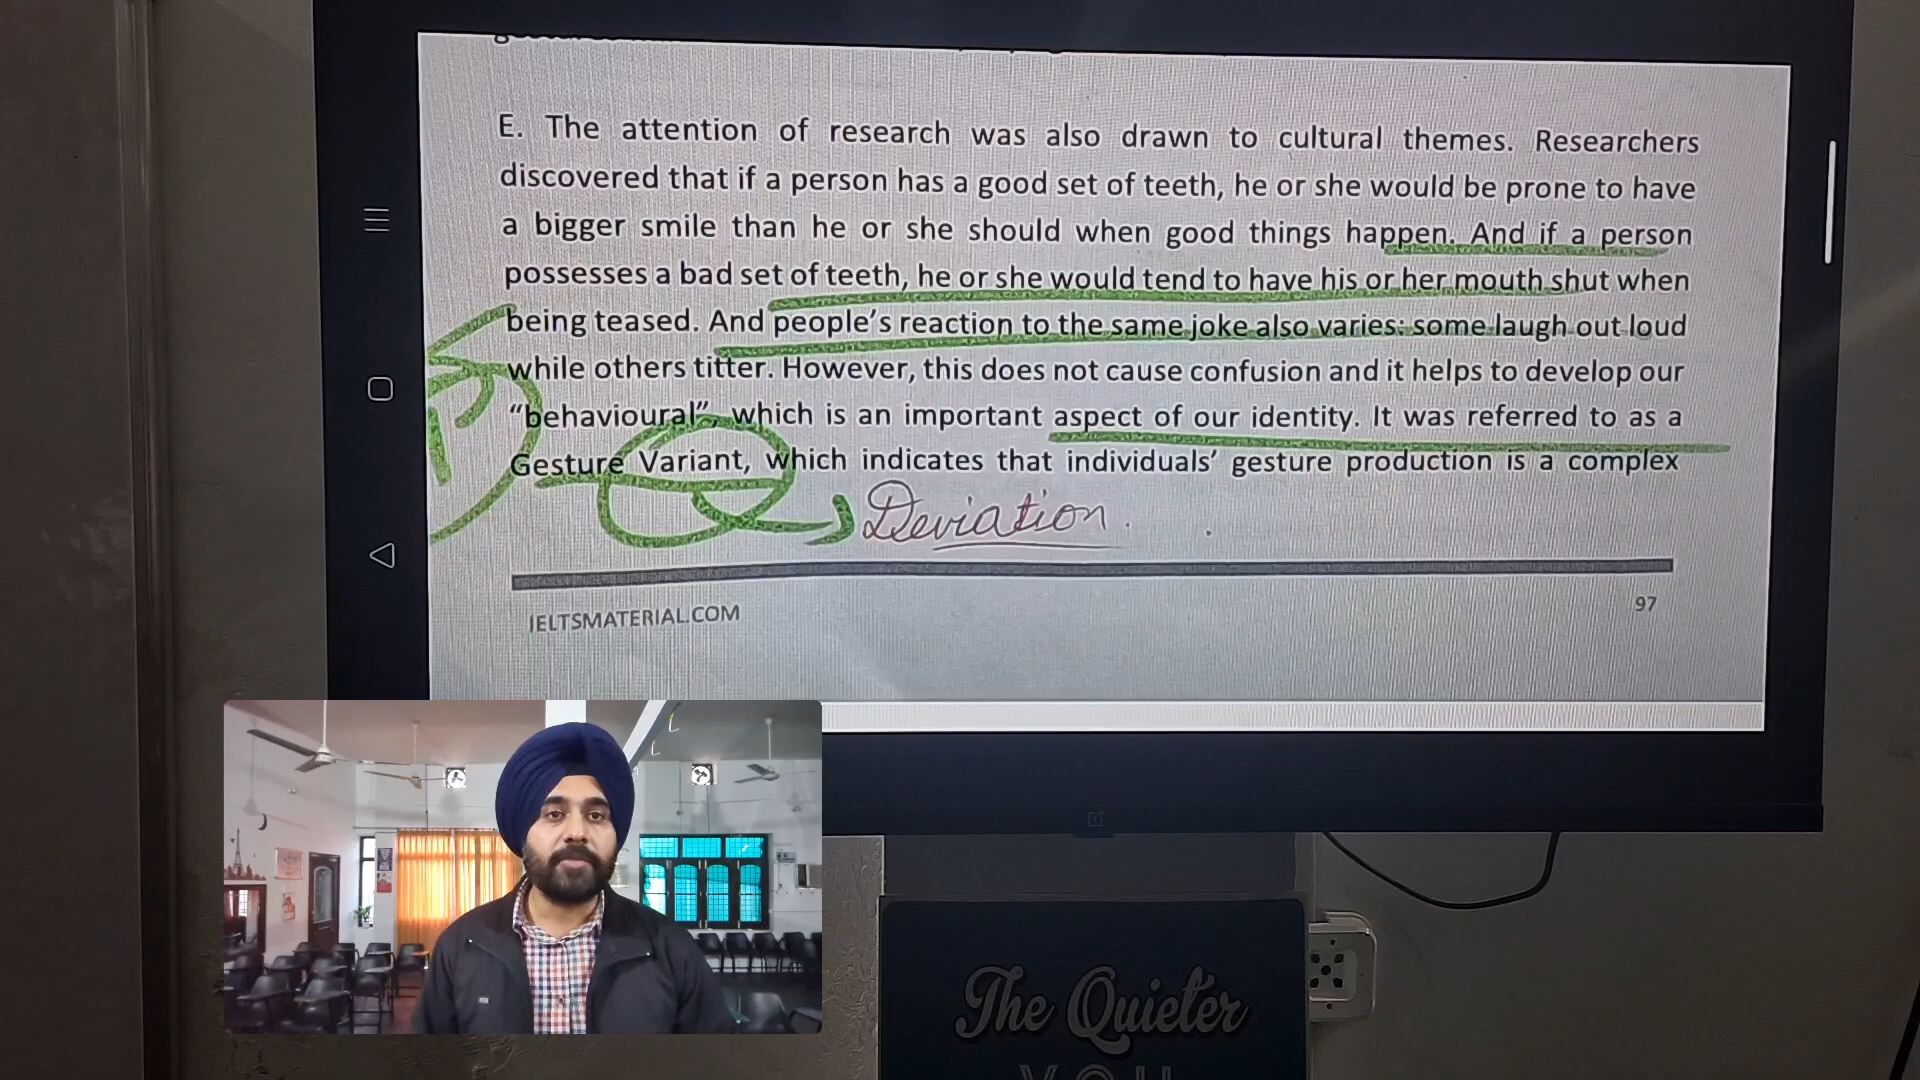 E. The attention of research was also drawn to cultural themes. Researchers
discovered that if a person has a good set of teeth, he or she would be prone to have
a bigger smile than he or she should when good things happen. And if a person
possesses a bad set of teeth, he or she would tend to have his or her mouth shut when
being teased. And people's reaction to the same joke also varies: some laugh out loud
while others titter. However, this does not cause confusion and it helps to develop our
“behavioural”, which is an important aspect of our identity. It was referred to as a
Gesture Variant, which indicates that individuals’ gesture production is a complex
Deviation.
IELTSMATERIAL.COM
97
The Quieter
YOU